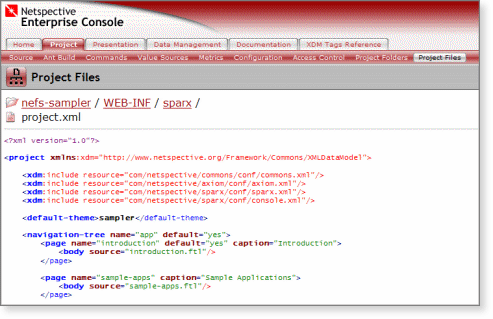 Netspective
Enterprise Console
Home Project Presentation Data Management Documentation XDM Tags Reference
Source Ant Build Commands Value Sources Metrics Configuration Access Control Project Folders Project Files
Project Files
nefs-sampler / WEB-INF / sparx /
project.xml
<?xml version="1.0"?>
<project xmlns:xdm="http://www.netspective.org/Framework/Commons/XMLDataModel">
<xdm:include resource="com/netspective/commons/conf/commons.xml"/>
<xdm:include resource="com/netspective/axiom/conf/axiom.xml"/>
<xdm:include resource="com/netspective/sparx/conf/sparx.xml"/>
<xdm:include resource="com/netspective/sparx/conf/console.xml"/>
<default-theme>sampler</default-theme>
<navigation-tree name="app" default="yes">
<page name="introduction" default="yes" caption="Introduction">
<body source="introduction.ftl"/>
</page>
<page name="sample-apps" caption="Sample Applications">
<body source="sample-apps.ftl"/>
</page>